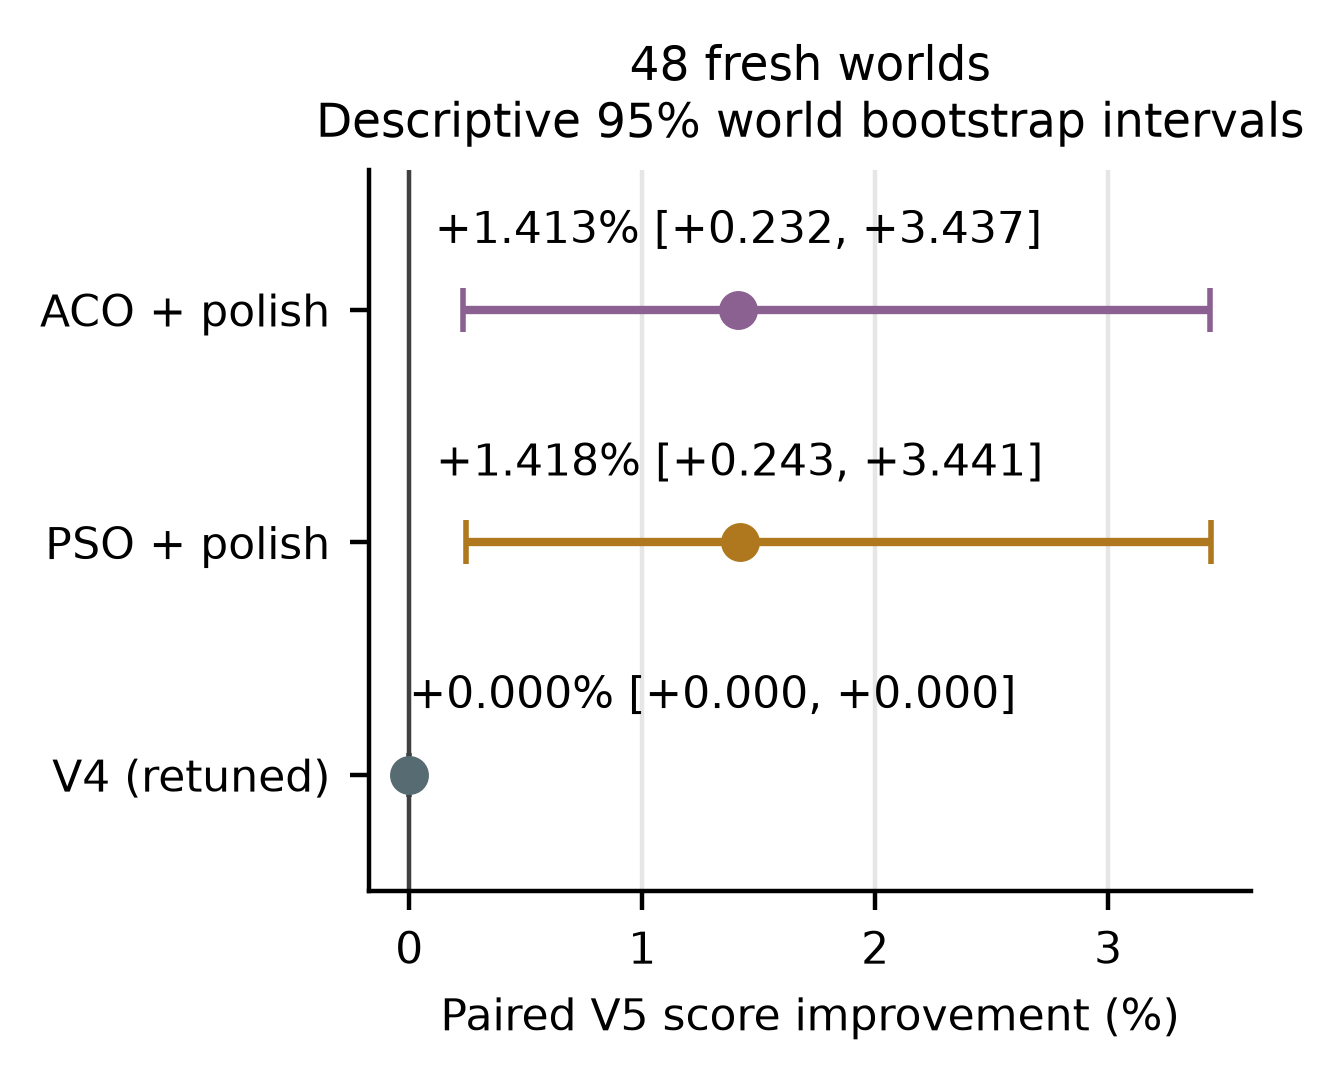 48 fresh worlds
Descriptive 95% world bootstrap intervals
+1.413% [+0.232, +3.437]
ACO + polish
+1.418% [+0.243, +3.441]
PSO + polish
+0.000% [+0.000, +0.000]
V4 (retuned)
0 1 2 3
Paired V5 score improvement (%)